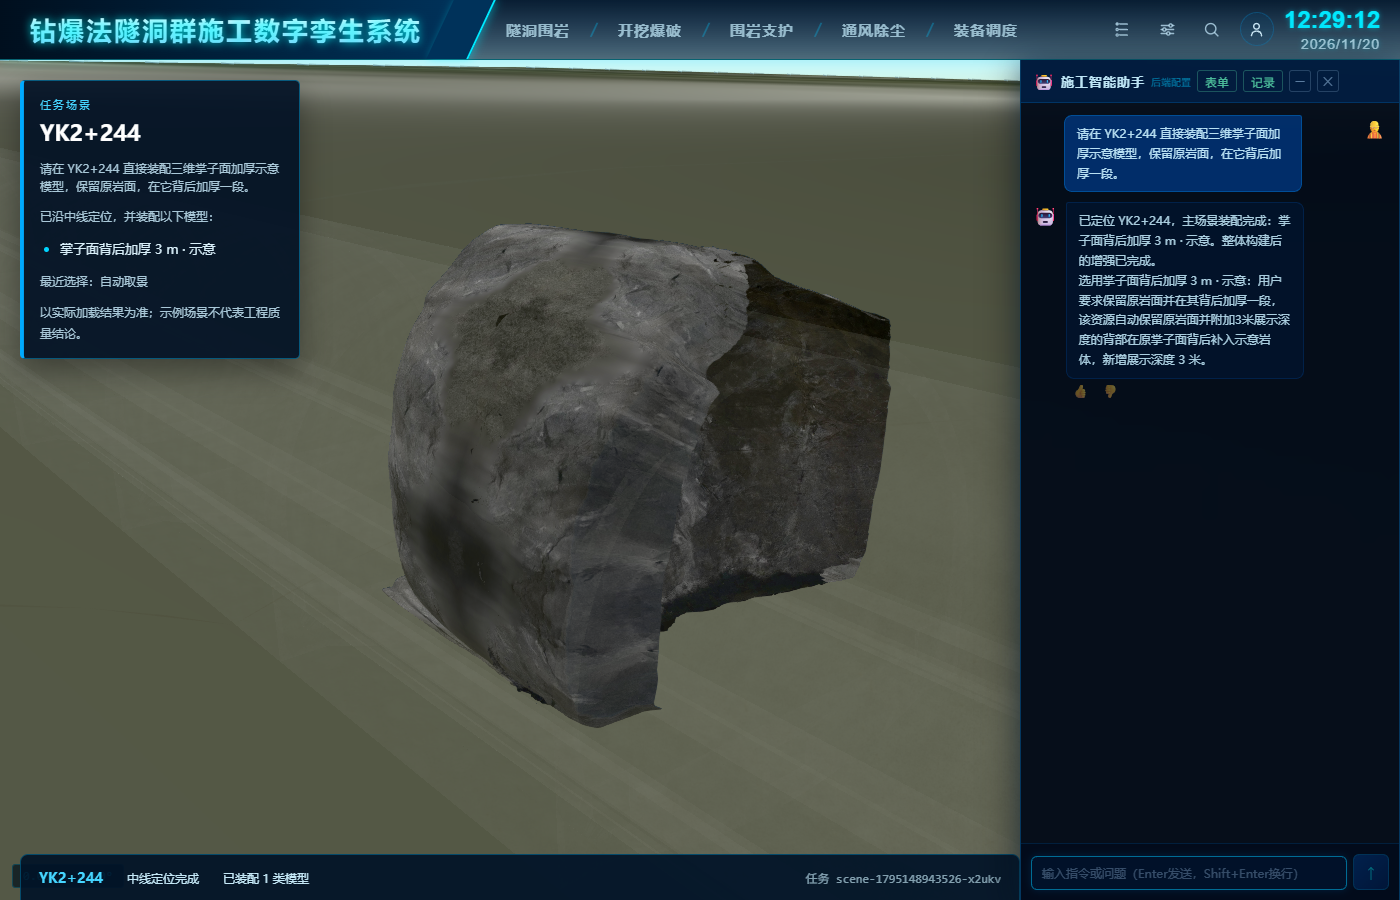 钻爆法隧洞群施工数字孪生系统
隧洞围岩 / 开挖爆破 / 围岩支护 / 通风除尘 / 装备调度
12:29:12
2026/11/20
任务场景
YK2+244
请在 YK2+244 直接装配三维掌子面加厚示意
模型，保留原岩面，在它背后加厚一段。
已沿中线定位，并装配以下模型：
掌子面背后加厚 3 m · 示意
最近选择：自动取景
以实际加载结果为准；示例场景不代表工程质
量结论。
施工智能助手 后端配置 表单 记录
请在 YK2+244 直接装配三维掌子面加
厚示意模型，保留原岩面，在它背后加
厚一段。
已定位 YK2+244，主场景装配完成：掌
子面背后加厚 3 m · 示意。整体构建后
的增强已完成。
选用掌子面背后加厚 3 m · 示意：用户
要求保留原岩面并在其背后加厚一段，
该资源自动保留原岩面并附加3米展示深
度的背部在原掌子面背后补入示意岩
体，新增展示深度 3 米。
输入指令或问题（Enter发送，Shift+Enter换行）
YK2+244 中线定位完成 已装配 1 类模型
任务 scene-1795148943526-x2ukv